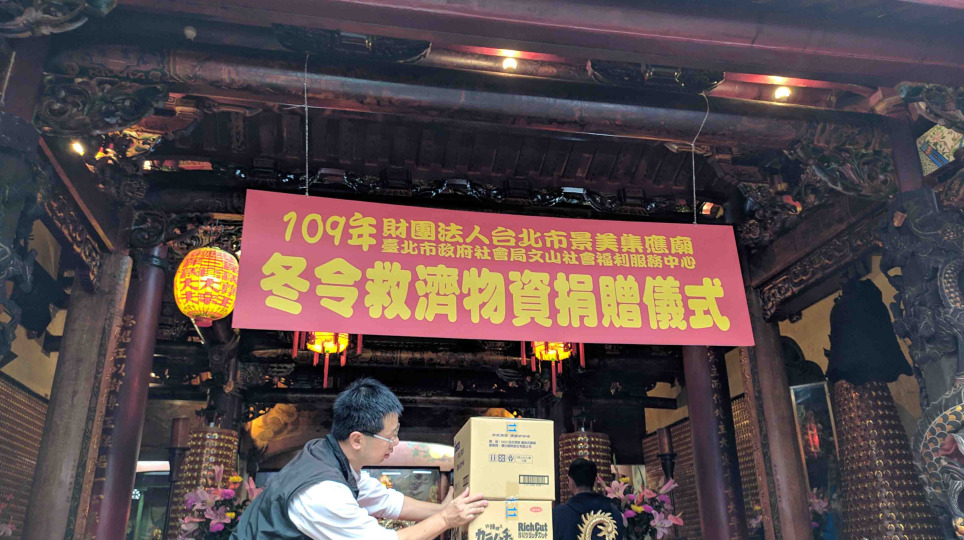 109年 財團法人台北市景美集應廟
臺北市政府社會局文山社會福利服務中心
冬令救濟物資捐贈儀式
RichCut